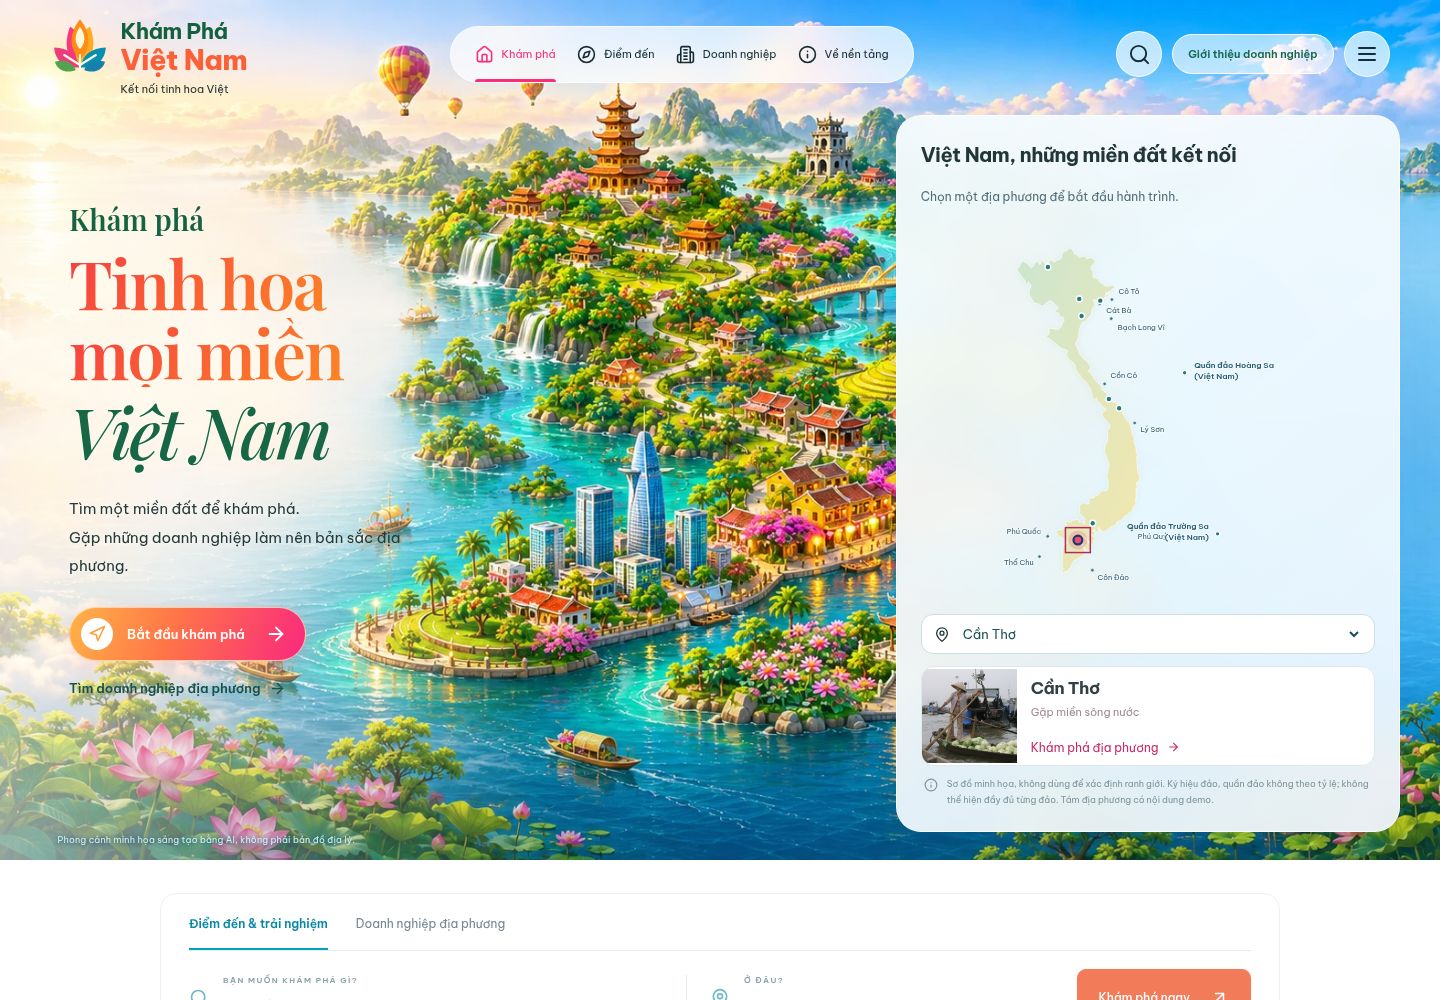 Khám Phá
Việt Nam
Kết nối tinh hoa Việt
Khám phá
Điểm đến
Doanh nghiệp
Về nền tảng
Giới thiệu doanh nghiệp
Khám phá
Tinh hoa
mọi miền
Việt Nam
Tìm một miền đất để khám phá.
Gặp những doanh nghiệp làm nên bản sắc địa
phương.
Bắt đầu khám phá
Tìm doanh nghiệp địa phương
Phong cảnh minh họa sáng tạo bằng AI, không phải bản đồ địa lý.
Việt Nam, những miền đất kết nối
Chọn một địa phương để bắt đầu hành trình.
Cô Tô
Cát Bà
Bạch Long Vĩ
Quần đảo Hoàng Sa
(Việt Nam)
Cồn Cỏ
Lý Sơn
Quần đảo Trường Sa
(Việt Nam)
Phú Quốc
Thổ Chu
Côn Đảo
Cần Thơ
Cần Thơ
Gặp miền sông nước
Khám phá địa phương
Sơ đồ minh họa, không dùng để xác định ranh giới. Ký hiệu đảo, quần đảo không theo tỷ lệ; không
thể hiện đầy đủ từng đảo. Tám địa phương có nội dung demo.
Điểm đến & trải nghiệm
Doanh nghiệp địa phương
BẠN MUỐN KHÁM PHÁ GÌ?
Ở ĐÂU?
Khám phá ngay